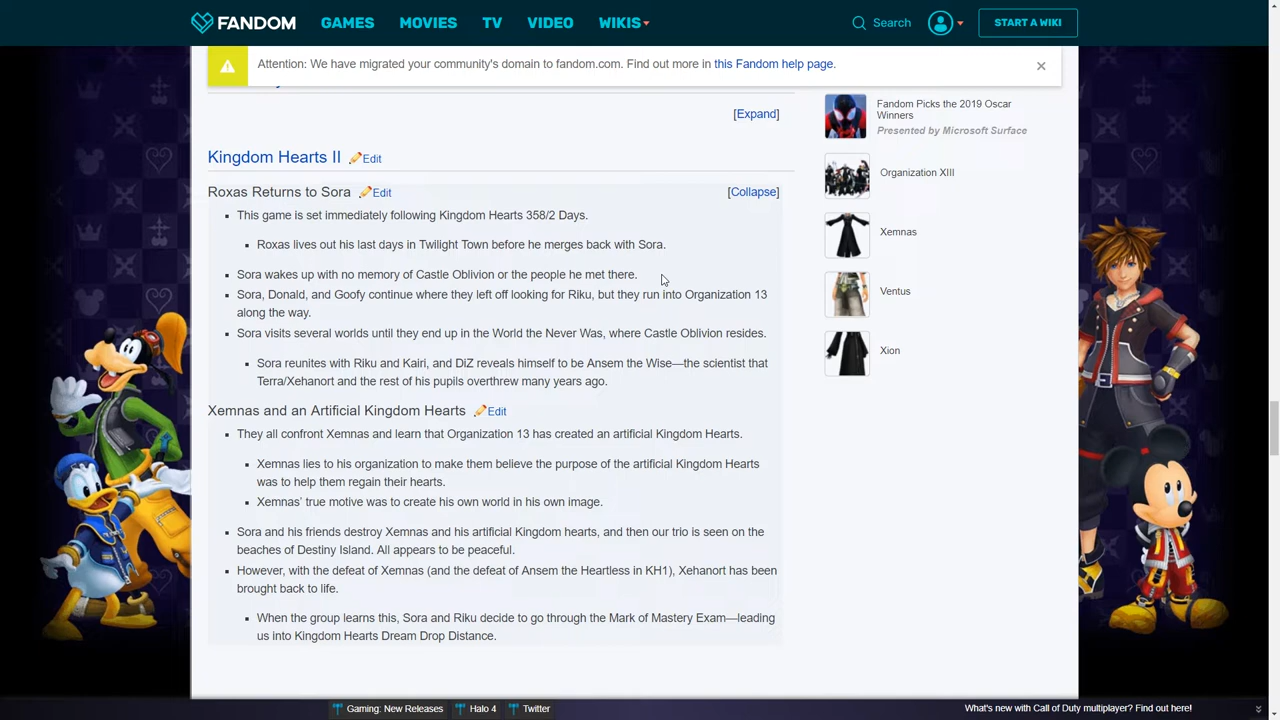 FANDOM GAMES MOVIES TV VIDEO WIKIS Search START A WIKI
Attention: We have migrated your community's domain to fandom.com. Find out more in this Fandom help page.
[Expand]
Kingdom Hearts II Edit
Roxas Returns to Sora Edit [Collapse]
This game is set immediately following Kingdom Hearts 358/2 Days.
Roxas lives out his last days in Twilight Town before he merges back with Sora.
Sora wakes up with no memory of Castle Oblivion or the people he met there.
Sora, Donald, and Goofy continue where they left off looking for Riku, but they run into Organization 13
along the way.
Sora visits several worlds until they end up in the World the Never Was, where Castle Oblivion resides.
Sora reunites with Riku and Kairi, and DiZ reveals himself to be Ansem the Wise—the scientist that
Terra/Xehanort and the rest of his pupils overthrew many years ago.
Xemnas and an Artificial Kingdom Hearts Edit
They all confront Xemnas and learn that Organization 13 has created an artificial Kingdom Hearts.
Xemnas lies to his organization to make them believe the purpose of the artificial Kingdom Hearts
was to help them regain their hearts.
Xemnas’ true motive was to create his own world in his own image.
Sora and his friends destroy Xemnas and his artificial Kingdom hearts, and then our trio is seen on the
beaches of Destiny Island. All appears to be peaceful.
However, with the defeat of Xemnas (and the defeat of Ansem the Heartless in KH1), Xehanort has been
brought back to life.
When the group learns this, Sora and Riku decide to go through the Mark of Mastery Exam—leading
us into Kingdom Hearts Dream Drop Distance.
Fandom Picks the 2019 Oscar
Winners
Presented by Microsoft Surface
Organization XIII
Xemnas
Ventus
Xion
Gaming: New Releases Halo 4 Twitter What's new with Call of Duty multiplayer? Find out here!